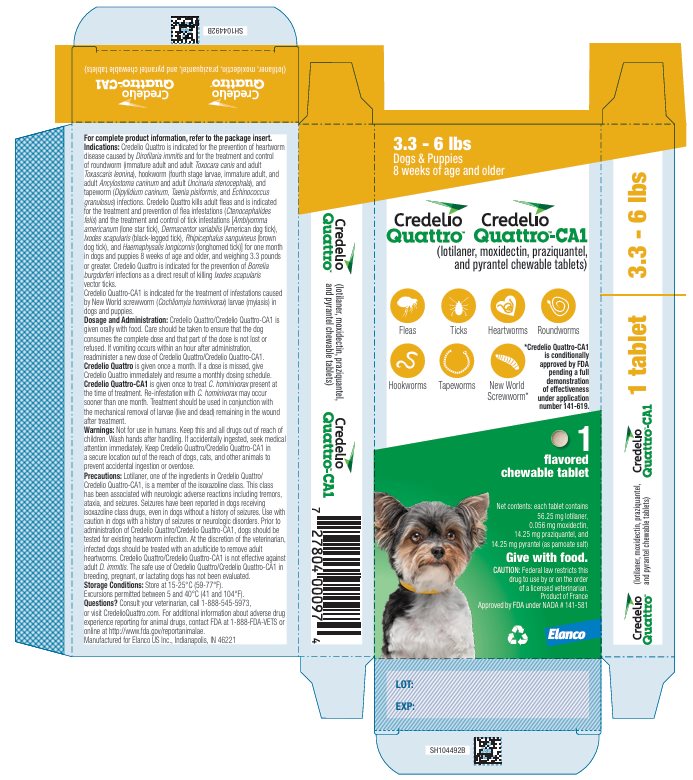 SH104492B
Credelio Quattro
Credelio Quattro-CA1
(lotilaner, moxidectin, praziquantel, and pyrantel chewable tablets)
For complete product information, refer to the package insert.
Indications: Credelio Quattro is indicated for the prevention of heartworm
disease caused by Dirofilaria immitis and for the treatment and control
of roundworm (immature adult and adult Toxocara canis and adult
Toxascaris leonina), hookworm (fourth stage larvae, immature adult, and
adult Ancylostoma caninum and adult Uncinaria stenocephala), and
tapeworm (Dipylidium caninum, Taenia pisiformis, and Echinococcus
granulosus) infections. Credelio Quattro kills adult fleas and is indicated
for the treatment and prevention of flea infestations (Ctenocephalides
felis) and the treatment and control of tick infestations [Amblyomma
americanum (lone star tick), Dermacentor variabilis (American dog tick),
Ixodes scapularis (black-legged tick), Rhipicephalus sanguineus (brown
dog tick), and Haemaphysalis longicornis (longhorned tick)] for one month
in dogs and puppies 8 weeks of age and older, and weighing 3.3 pounds
or greater. Credelio Quattro is indicated for the prevention of Borrelia
burgdorferi infections as a direct result of killing Ixodes scapularis
vector ticks.
Credelio Quattro-CA1 is indicated for the treatment of infestations caused
by New World screwworm (Cochliomyia hominivorax) larvae (myiasis) in
dogs and puppies.
Dosage and Administration: Credelio Quattro/Credelio Quattro-CA1 is
given orally with food. Care should be taken to ensure that the dog
consumes the complete dose and that part of the dose is not lost or
refused. If vomiting occurs within an hour after administration,
readminister a new dose of Credelio Quattro/Credelio Quattro-CA1.
Credelio Quattro is given once a month. If a dose is missed, give
Credelio Quattro immediately and resume a monthly dosing schedule.
Credelio Quattro-CA1 is given once to treat C. hominivorax present at
the time of treatment. Re-infestation with C. hominivorax may occur
sooner than one month. Treatment should be used in conjunction with
the mechanical removal of larvae (live and dead) remaining in the wound
after treatment.
Warnings: Not for use in humans. Keep this and all drugs out of reach of
children. Wash hands after handling. If accidentally ingested, seek medical
attention immediately. Keep Credelio Quattro/Credelio Quattro-CA1 in
a secure location out of the reach of dogs, cats, and other animals to
prevent accidental ingestion or overdose.
Precautions: Lotilaner, one of the ingredients in Credelio Quattro/
Credelio Quattro-CA1, is a member of the isoxazoline class. This class
has been associated with neurologic adverse reactions including tremors,
ataxia, and seizures. Seizures have been reported in dogs receiving
isoxazoline class drugs, even in dogs without a history of seizures. Use with
caution in dogs with a history of seizures or neurologic disorders. Prior to
administration of Credelio Quattro/Credelio Quattro-CA1, dogs should be
tested for existing heartworm infection. At the discretion of the veterinarian,
infected dogs should be treated with an adulticide to remove adult
heartworms. Credelio Quattro/Credelio Quattro-CA1 is not effective against
adult D. immitis. The safe use of Credelio Quattro/Credelio Quattro-CA1 in
breeding, pregnant, or lactating dogs has not been evaluated.
Storage Conditions: Store at 15-25°C (59-77°F).
Excursions permitted between 5 and 40°C (41 and 104°F).
Questions? Consult your veterinarian, call 1-888-545-5973,
or visit CredelioQuattro.com. For additional information about adverse drug
experience reporting for animal drugs, contact FDA at 1-888-FDA-VETS or
online at http://www.fda.gov/reportanimalae.
Manufactured for Elanco US Inc., Indianapolis, IN 46221
Credelio
Quattro™
(lotilaner, moxidectin, praziquantel,
and pyrantel chewable tablets)
Credelio
Quattro-CA1
7 27804 00097 4
3.3 - 6 lbs
Dogs & Puppies
8 weeks of age and older
Credelio Credelio
Quattro™ Quattro™-CA1
(lotilaner, moxidectin, praziquantel,
and pyrantel chewable tablets)
Fleas Ticks Heartworms Roundworms
Hookworms Tapeworms New World
Screwworm*
*Credelio Quattro-CA1
is conditionally
approved by FDA
pending a full
demonstration
of effectiveness
under application
number 141-619.
1
flavored
chewable tablet
Net contents: each tablet contains
56.25 mg lotilaner,
0.056 mg moxidectin,
14.25 mg praziquantel, and
14.25 mg pyrantel (as pamoate salt)
Give with food.
CAUTION: Federal law restricts this
drug to use by or on the order
of a licensed veterinarian.
Product of France
Approved by FDA under NADA # 141-581
Elanco
LOT:
EXP:
SH104492B
3.3 - 6 lbs
1 tablet
Credelio
Quattro™
Credelio
Quattro-CA1
(lotilaner, moxidectin, praziquantel,
and pyrantel chewable tablets)